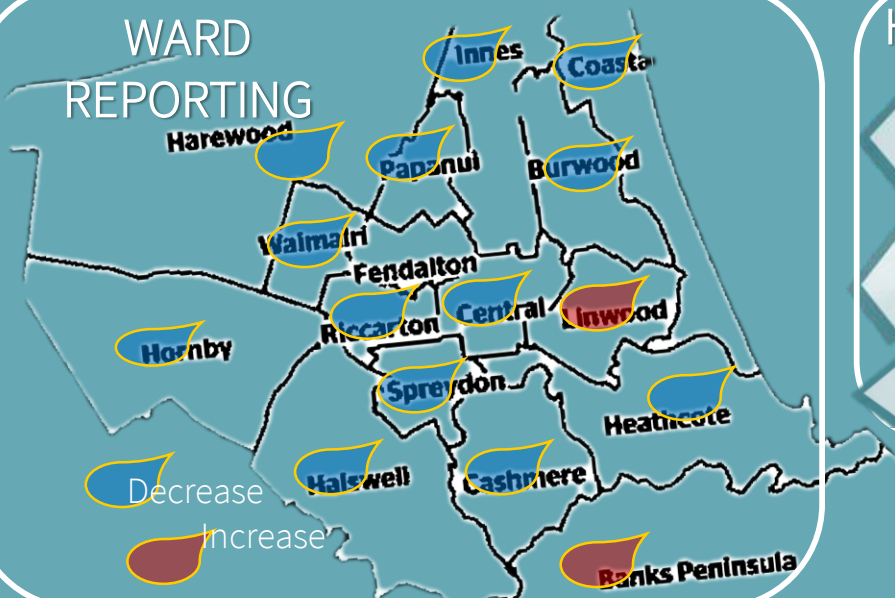 WARD
REPORTING
Innes
Coasta
Harewood
Papanui
Burwood
Waimairi
Fendalton
Riccarton
Central
Linwood
Hornby
Spreydon
Heathcote
Halswell
Cashmere
Decrease
Increase
Banks Peninsula